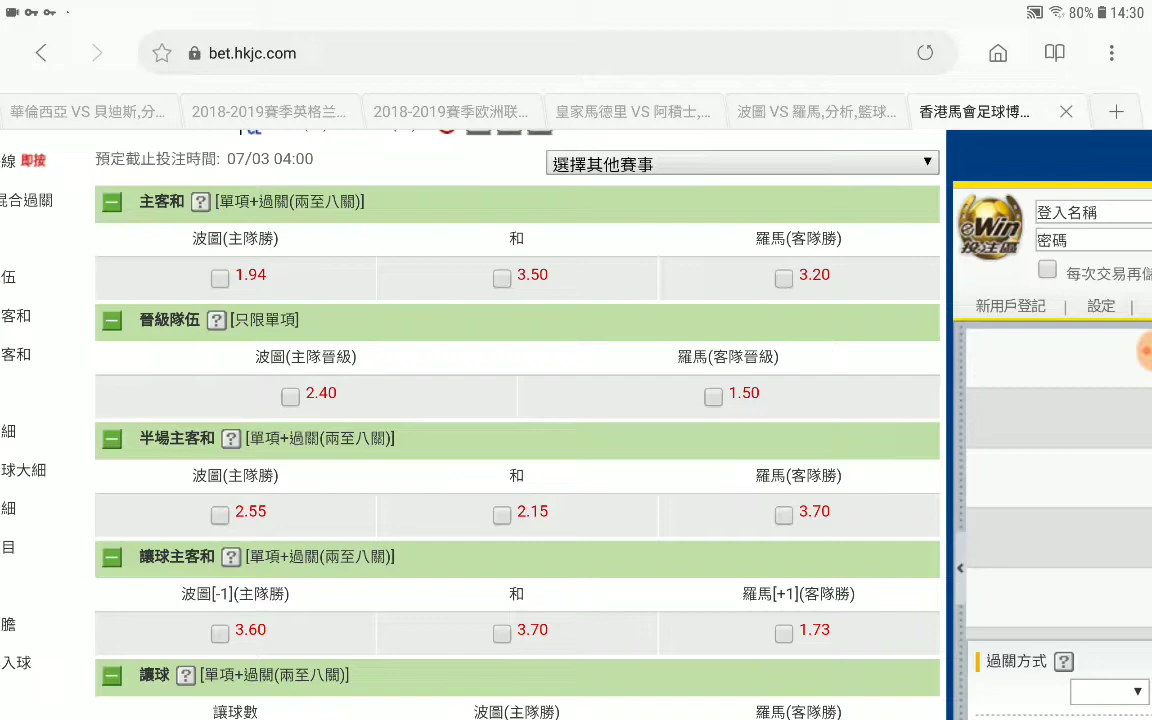 80% 14:30
bet.hkjc.com
華倫西亞 VS 貝迪斯,分... 2018-2019賽季英格兰... 2018-2019賽季欧洲联... 皇家馬德里 VS 阿積士,... 波圖 VS 羅馬,分析,籃球... 香港馬會足球博...
線 即按
預定截止投注時間: 07/03 04:00
選擇其他賽事
混合過關
主客和 ? [單項+過關(兩至八關)]
波圖(主隊勝) 和 羅馬(客隊勝)
1.94 3.50 3.20
伍
客和
晉級隊伍 ? [只限單項]
客和
波圖(主隊晉級) 羅馬(客隊晉級)
2.40 1.50
細
半場主客和 ? [單項+過關(兩至八關)]
球大細
波圖(主隊勝) 和 羅馬(客隊勝)
細
2.55 2.15 3.70
目
讓球主客和 ? [單項+過關(兩至八關)]
波圖[-1](主隊勝) 和 羅馬[+1](客隊勝)
膽
3.60 3.70 1.73
入球
讓球 ? [單項+過關(兩至八關)]
讓球數 波圖(主隊勝) 羅馬(客隊勝)
eWin
投注區
登入名稱
密碼
每次交易再儲
新用戶登記 | 設定 |
過關方式 ?